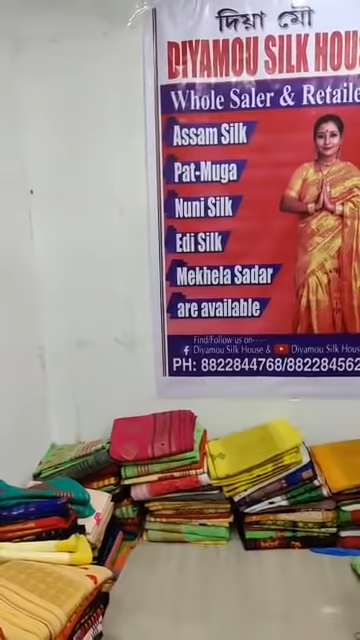 দিয়া মৌ
DIYAMOU SILK HOU
Whole Saler & Retaile
Assam Silk
Pat-Muga
Nuni Silk
Edi Silk
Mekhela Sadar
are available
Find/Follow us on----
Diyamou Silk House & Diyamou Silk Hous
PH: 8822844768/882284562